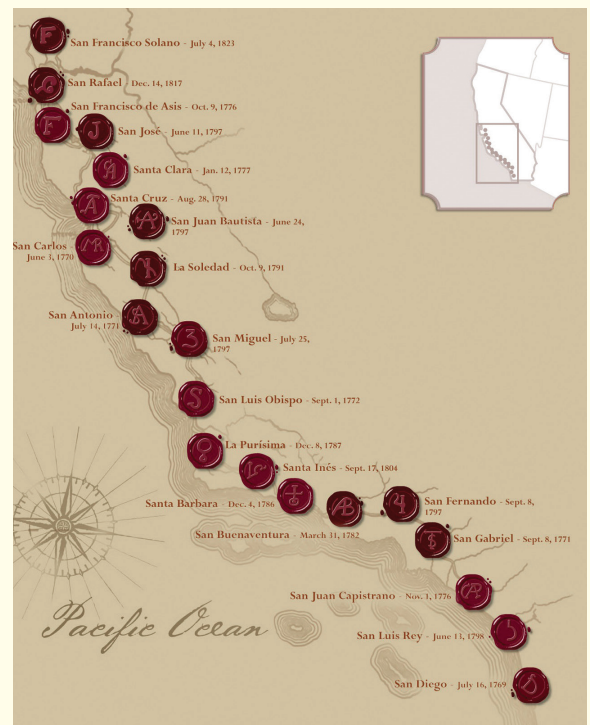 San Francisco Solano - July 4, 1823
San Rafael - Dec. 14, 1817
San Francisco de Asis - Oct. 9, 1776
San José - June 11, 1797
Santa Clara - Jan. 12, 1777
Santa Cruz - Aug. 28, 1791
San Juan Bautista - June 24,
1797
San Carlos -
June 3, 1770
La Soledad - Oct. 9, 1791
San Antonio -
July 14, 1771
San Miguel - July 25,
1797
San Luis Obispo - Sept. 1, 1772
La Purísima - Dec. 8, 1787
Santa Inés - Sept. 17, 1804
Santa Barbara - Dec. 4, 1786
San Fernando - Sept. 8,
1797
San Buenaventura - March 31, 1782
San Gabriel - Sept. 8, 1771
San Juan Capistrano - Nov. 1, 1776
Pacific Ocean
San Luis Rey - June 13, 1798
San Diego - July 16, 1769